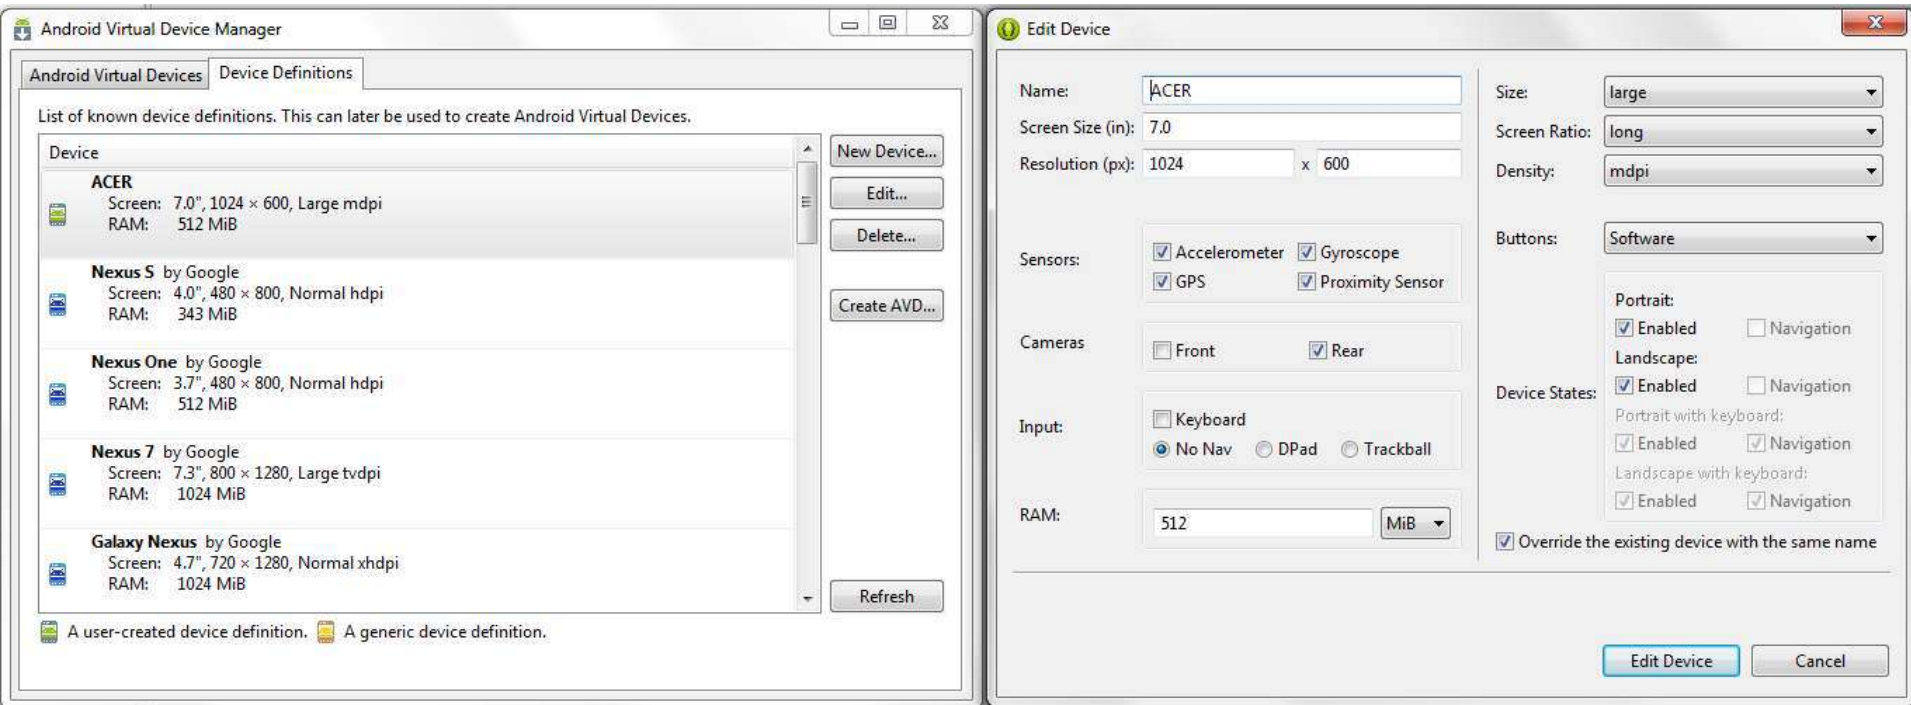 Android Virtual Device Manager
Android Virtual Devices
Device Definitions
List of known device definitions. This can later be used to create Android Virtual Devices.
Device
ACER
Screen: 7.0", 1024 × 600, Large mdpi
RAM: 512 MiB
Nexus S by Google
Screen: 4.0", 480 × 800, Normal hdpi
RAM: 343 MiB
Nexus One by Google
Screen: 3.7", 480 × 800, Normal hdpi
RAM: 512 MiB
Nexus 7 by Google
Screen: 7.3", 800 × 1280, Large tvdpi
RAM: 1024 MiB
Galaxy Nexus by Google
Screen: 4.7", 720 × 1280, Normal xhdpi
RAM: 1024 MiB
New Device...
Edit...
Delete...
Create AVD...
Refresh
A user-created device definition. A generic device definition.
Edit Device
Name: ACER
Screen Size (in): 7.0
Resolution (px): 1024 x 600
Sensors:
Accelerometer Gyroscope
GPS Proximity Sensor
Cameras
Front Rear
Input:
Keyboard
No Nav DPad Trackball
RAM: 512 MiB
Size: large
Screen Ratio: long
Density: mdpi
Buttons: Software
Device States:
Portrait:
Enabled Navigation
Landscape:
Enabled Navigation
Portrait with keyboard:
Enabled Navigation
Landscape with keyboard:
Enabled Navigation
Override the existing device with the same name
Edit Device Cancel